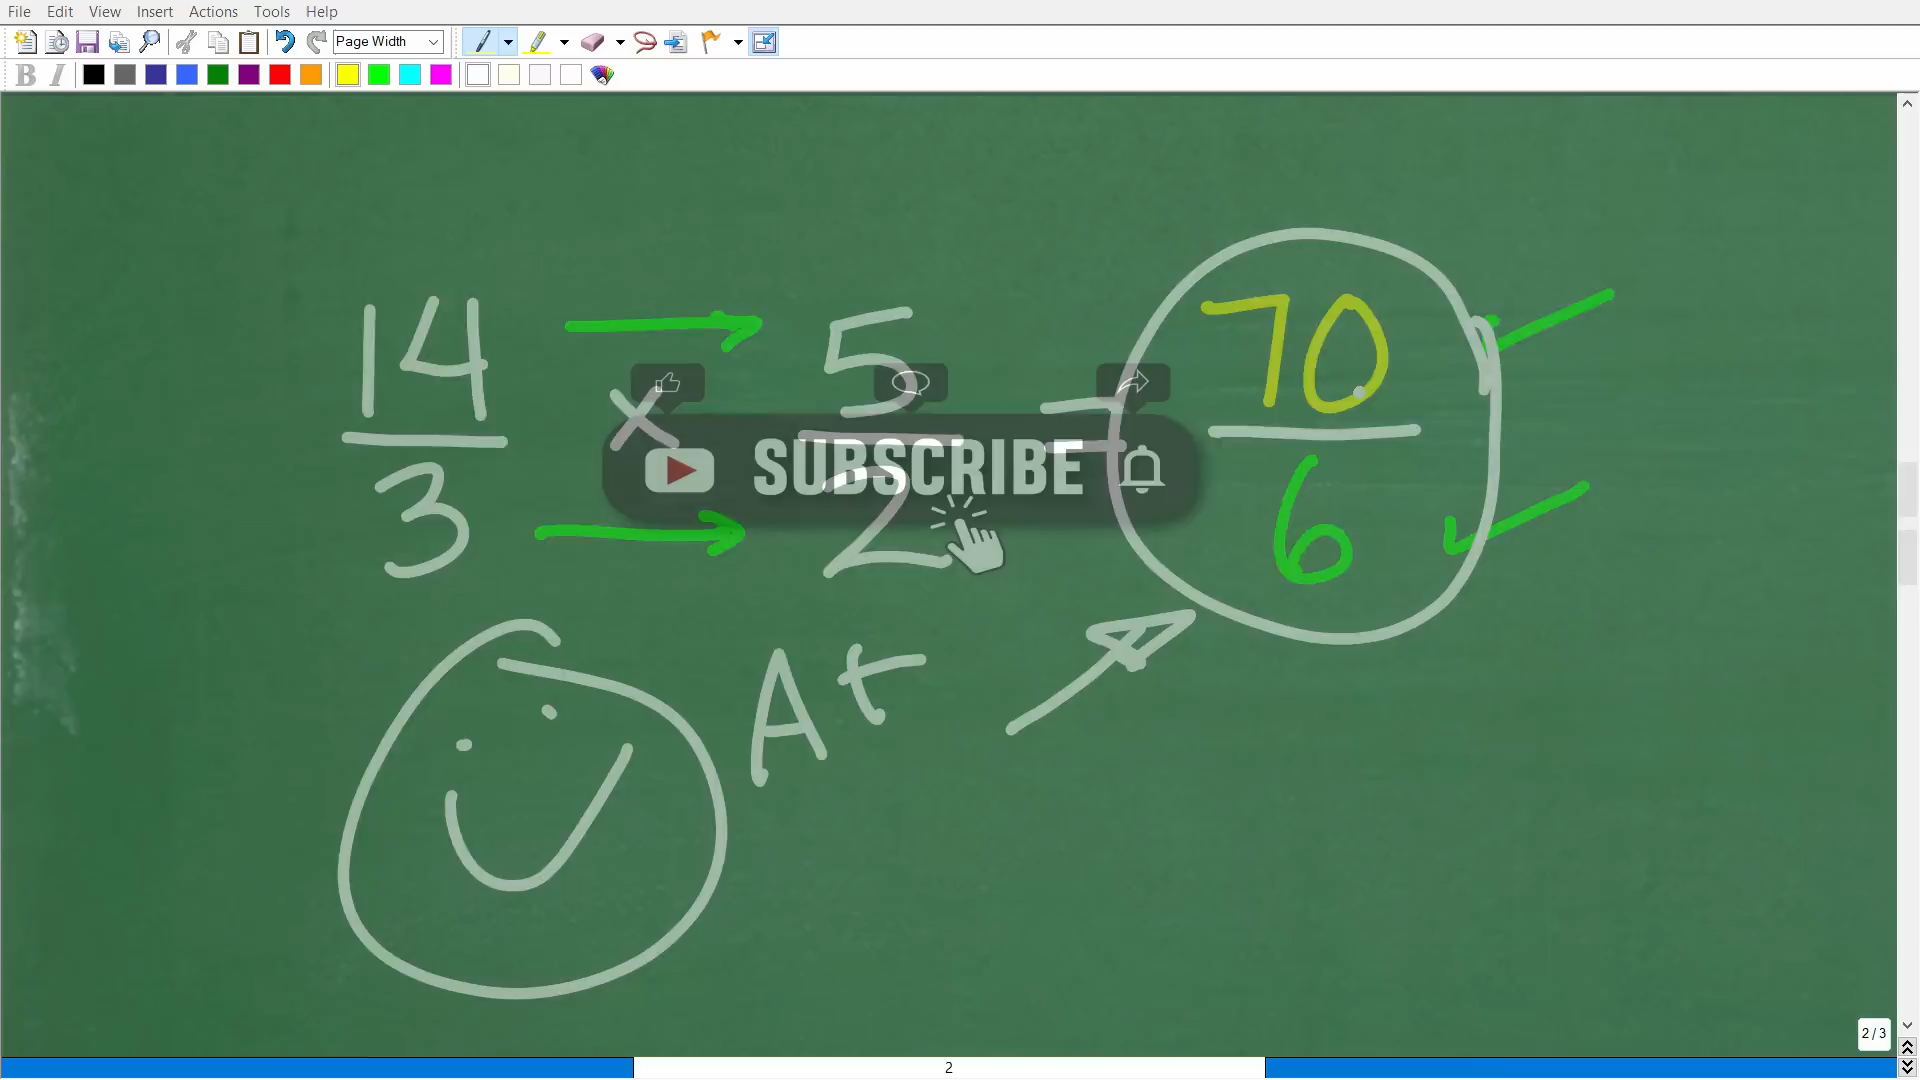 File Edit View Insert Actions Tools Help
Page Width
B I
14 × 5 = 70
3 2 6
SUBSCRIBE
A+
2 / 3
2